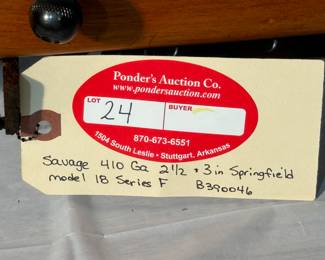 Ponder's Auction Co.
www.pondersauction.com
LOT
BUYER
24
870-673-6551
1504 South Leslie • Stuttgart, Arkansas
Savage 410 Ga 2 1/2 + 3 in Springfield
model 18 Series F B390046